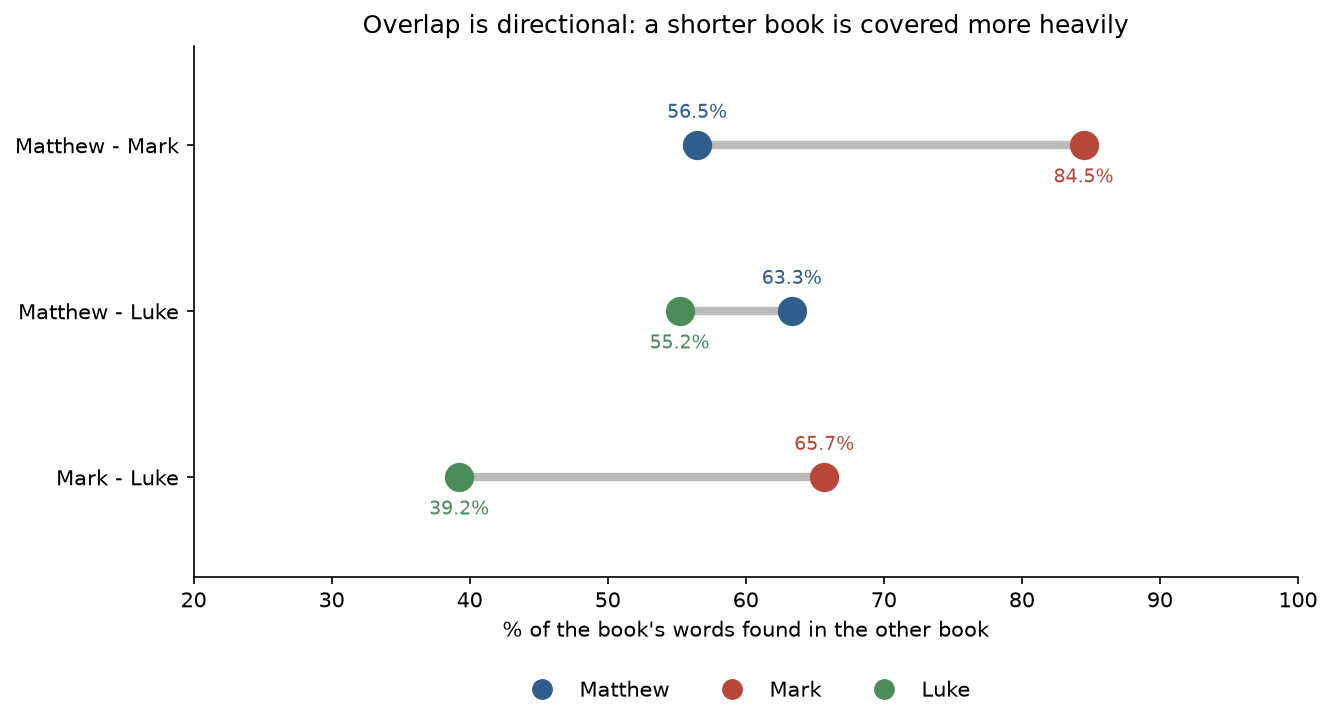 Overlap is directional: a shorter book is covered more heavily
56.5%
Matthew - Mark
84.5%
63.3%
Matthew - Luke
55.2%
65.7%
Mark - Luke
39.2%
20 30 40 50 60 70 80 90 100
% of the book's words found in the other book
Matthew Mark Luke